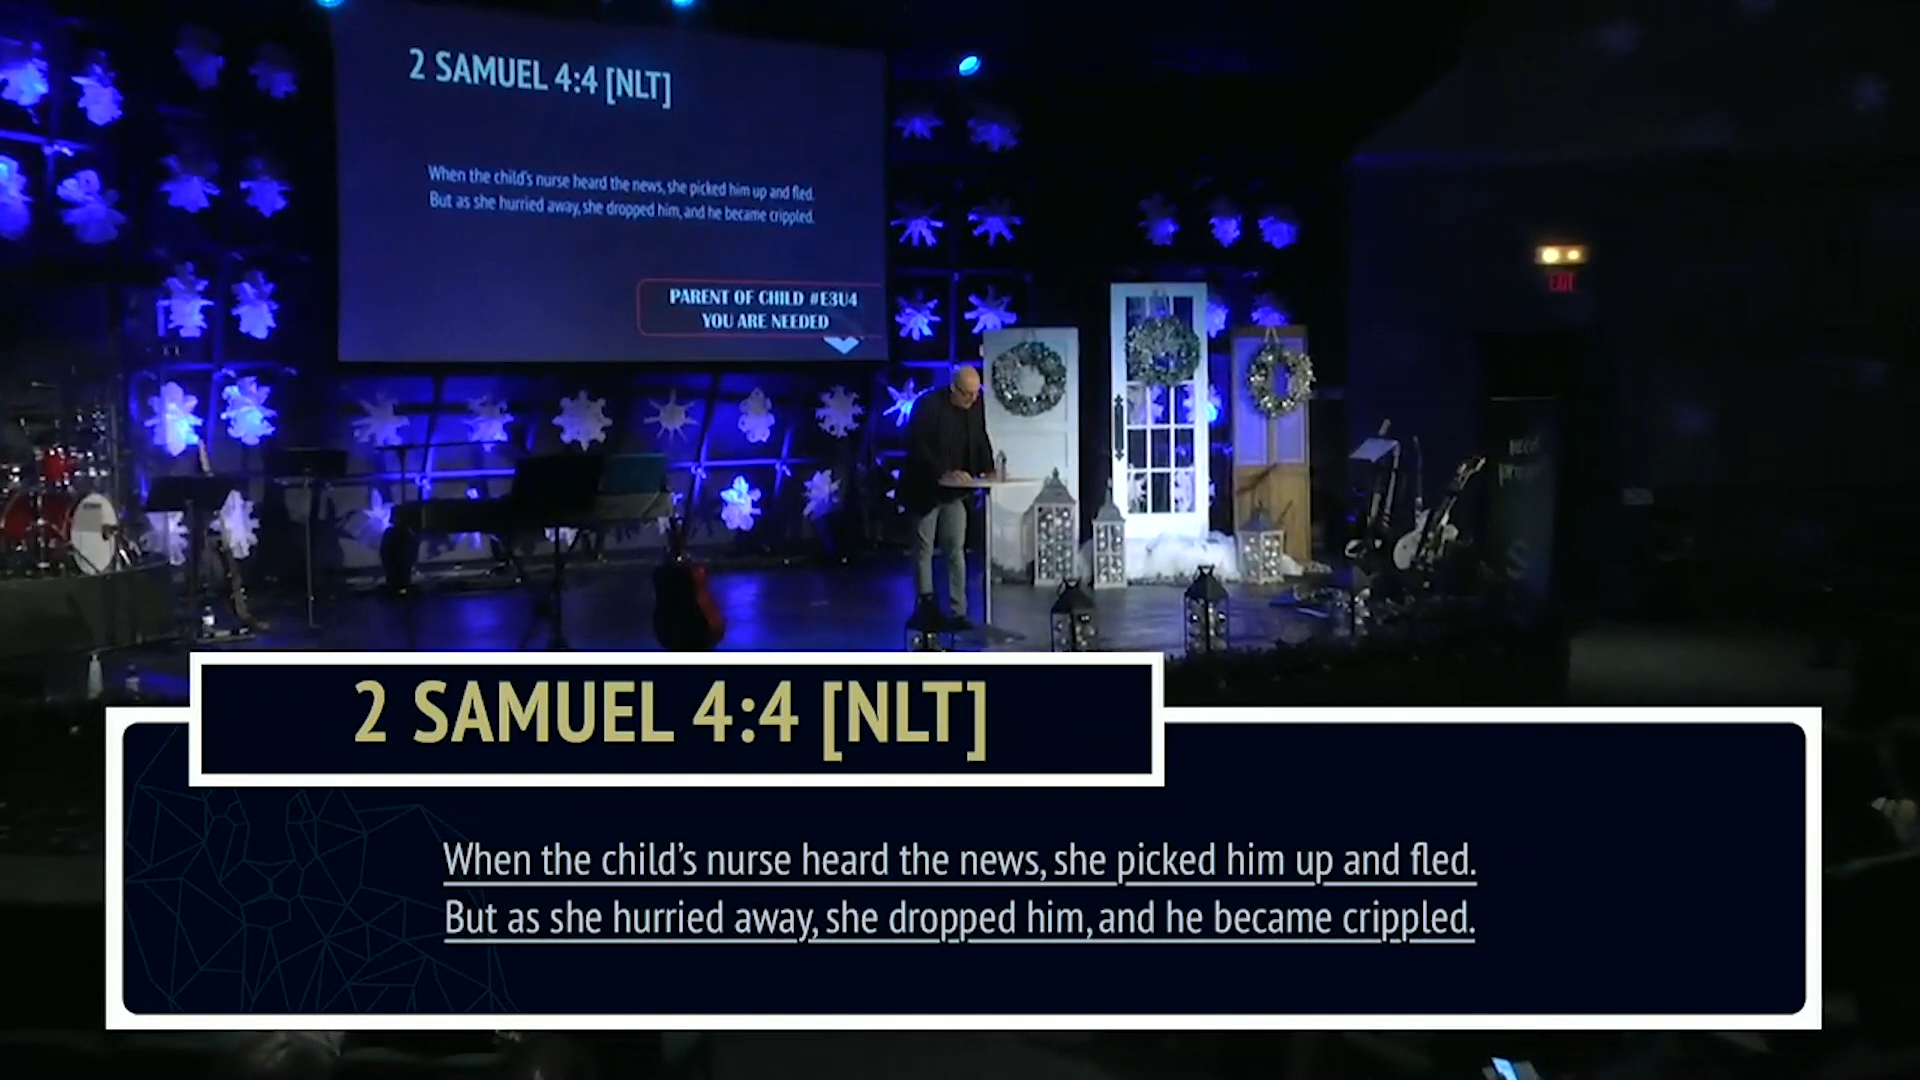 2 SAMUEL 4:4 [NLT]
When the child's nurse heard the news, she picked him up and fled.
But as she hurried away, she dropped him, and he became crippled.
PARENT OF CHILD #E3U4
YOU ARE NEEDED
EXIT
need
2 SAMUEL 4:4 [NLT]
When the child’s nurse heard the news, she picked him up and fled.
But as she hurried away, she dropped him, and he became crippled.